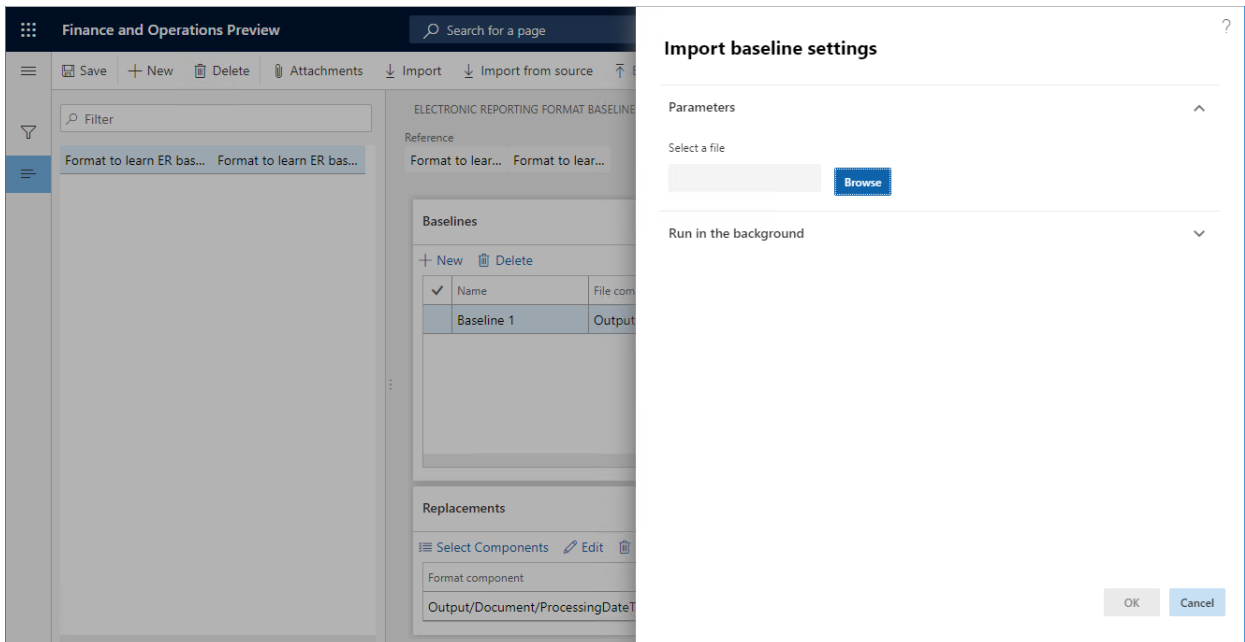 Finance and Operations Preview
Search for a page
Save New Delete Attachments Import Import from source
Filter
Format to learn ER bas... Format to learn ER bas...
ELECTRONIC REPORTING FORMAT BASELINE
Reference
Format to lear... Format to lear...
Baselines
New Delete
Name File com
Baseline 1 Output
Replacements
Select Components Edit
Format component
Output/Document/ProcessingDateT
?
Import baseline settings
Parameters
Select a file
Browse
Run in the background
OK Cancel